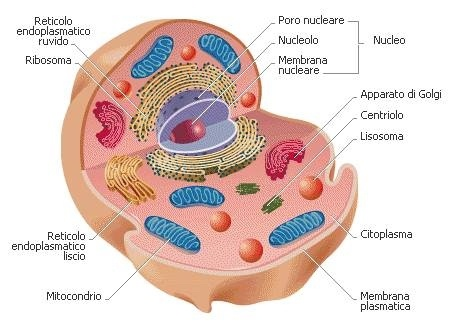 Reticolo
endoplasmatico
ruvido
Ribosoma
Poro nucleare
Nucleolo
Nucleo
Membrana
nucleare
Apparato di Golgi
Centriolo
Lisosoma
Reticolo
endoplasmatico
liscio
Citoplasma
Mitocondrio
Membrana
plasmatica